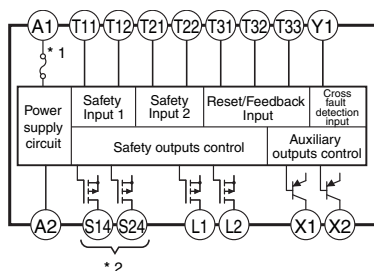 A1 T11 T12 T21 T22 T31 T32 T33 Y1
* 1
Power
supply
circuit
Safety
Input 1
Safety
Input 2
Reset/Feedback
Input
Cross
fault
detection
input
Safety outputs control
Auxiliary
outputs control
A2 S14 S24 L1 L2 X1 X2
* 2